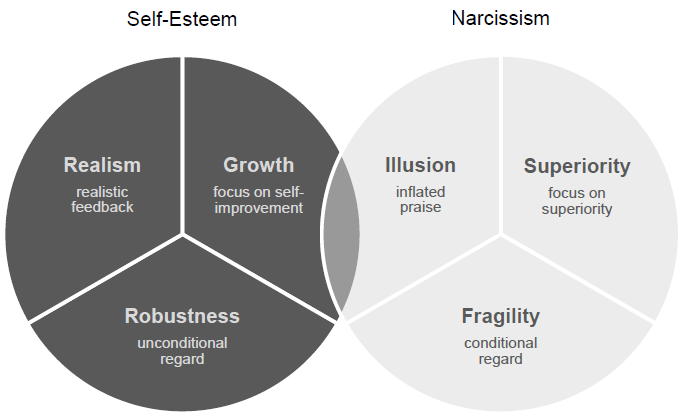 Self-Esteem
Narcissism
Realism
realistic
feedback
Growth
focus on self-
improvement
Robustness
unconditional
regard
Illusion
inflated
praise
Superiority
focus on
superiority
Fragility
conditional
regard